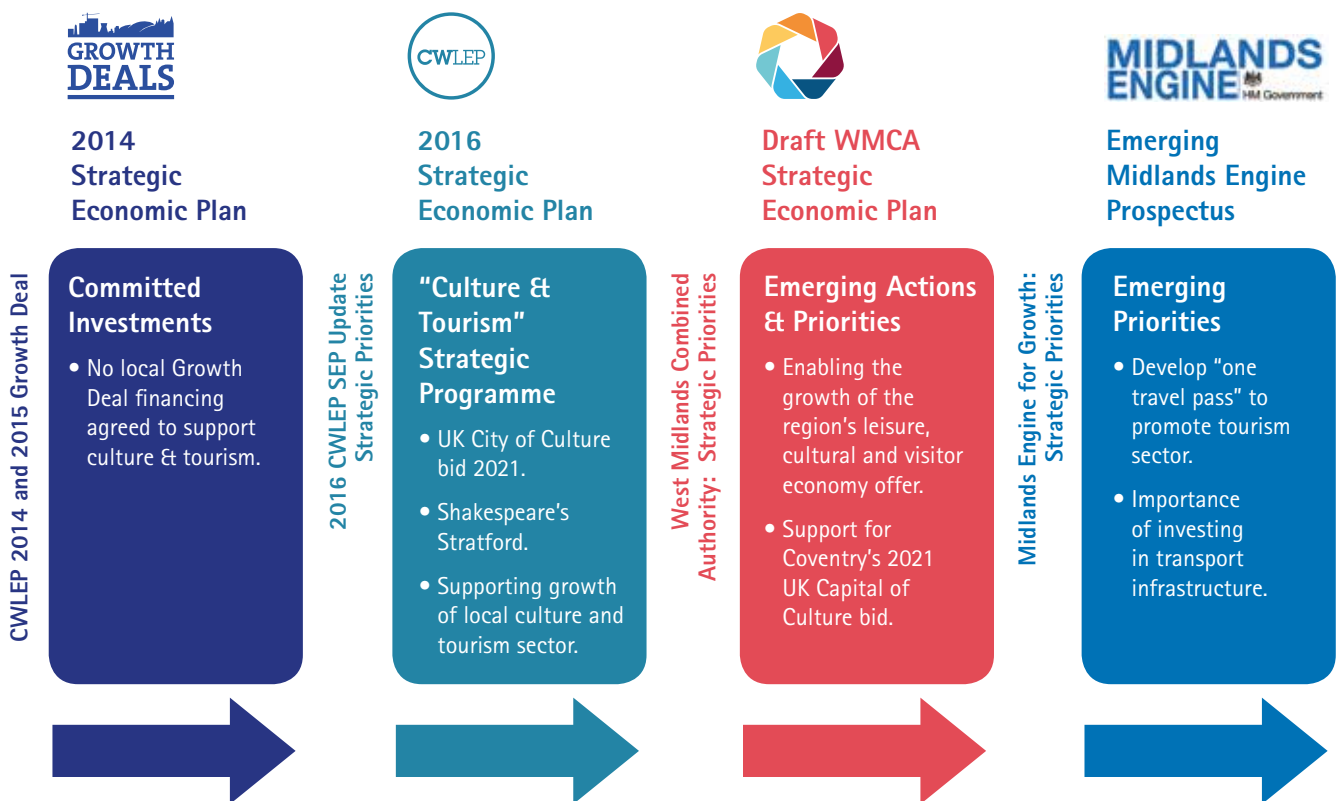 GROWTH
DEALS
2014
Strategic
Economic Plan
CWLEP 2014 and 2015 Growth Deal
Committed
Investments
• No local Growth
Deal financing
agreed to support
culture & tourism.
CWLEP
2016
Strategic
Economic Plan
2016 CWLEP SEP Update
Strategic Priorities
“Culture &
Tourism”
Strategic
Programme
• UK City of Culture
bid 2021.
• Shakespeare’s
Stratford.
• Supporting growth
of local culture and
tourism sector.
Draft WMCA
Strategic
Economic Plan
West Midlands Combined
Authority: Strategic Priorities
Emerging Actions
& Priorities
• Enabling the
growth of the
region’s leisure,
cultural and visitor
economy offer.
• Support for
Coventry’s 2021
UK Capital of
Culture bid.
MIDLANDS
ENGINE HM Government
Emerging
Midlands Engine
Prospectus
Midlands Engine for Growth:
Strategic Priorities
Emerging
Priorities
• Develop “one
travel pass” to
promote tourism
sector.
• Importance
of investing
in transport
infrastructure.